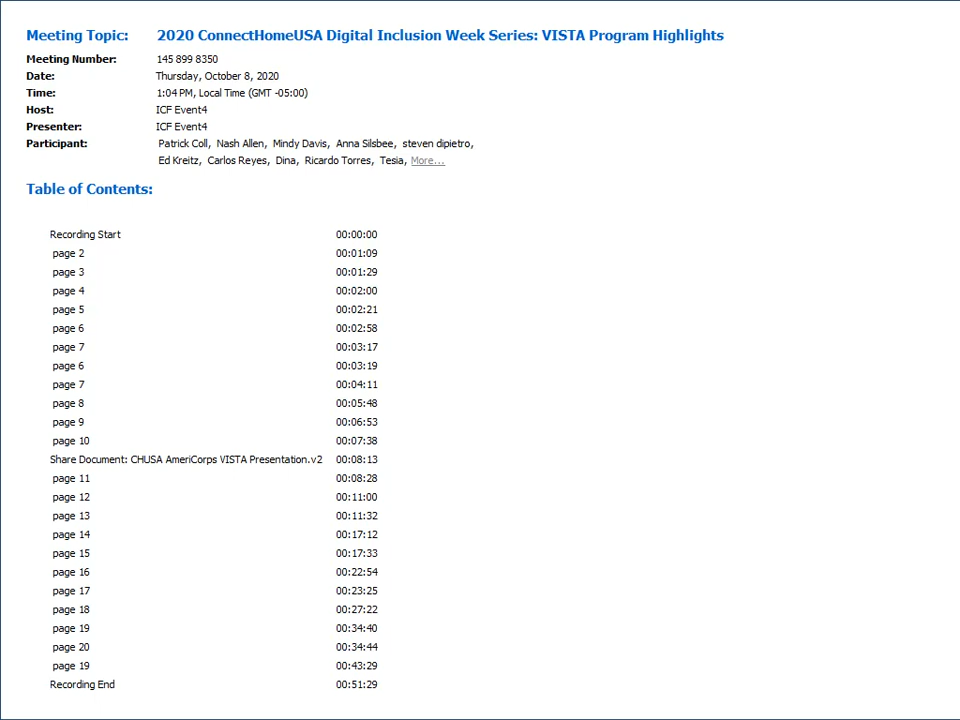 Meeting Topic: 2020 ConnectHomeUSA Digital Inclusion Week Series: VISTA Program Highlights
Meeting Number: 145 899 8350
Date: Thursday, October 8, 2020
Time: 1:04 PM, Local Time (GMT -05:00)
Host: ICF Event4
Presenter: ICF Event4
Participant: Patrick Coll, Nash Allen, Mindy Davis, Anna Silsbee, steven dipietro,
Ed Kreitz, Carlos Reyes, Dina, Ricardo Torres, Tesia, More...
Table of Contents:
Recording Start 00:00:00
page 2 00:01:09
page 3 00:01:29
page 4 00:02:00
page 5 00:02:21
page 6 00:02:58
page 7 00:03:17
page 6 00:03:19
page 7 00:04:11
page 8 00:05:48
page 9 00:06:53
page 10 00:07:38
Share Document: CHUSA AmeriCorps VISTA Presentation.v2 00:08:13
page 11 00:08:28
page 12 00:11:00
page 13 00:11:32
page 14 00:17:12
page 15 00:17:33
page 16 00:22:54
page 17 00:23:25
page 18 00:27:22
page 19 00:34:40
page 20 00:34:44
page 19 00:43:29
Recording End 00:51:29